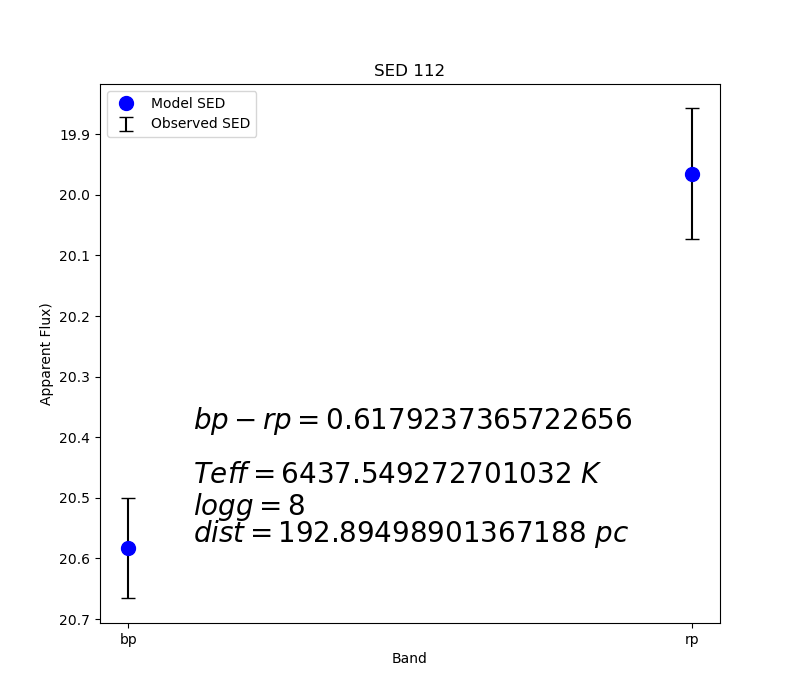 SED 112
Model SED
Observed SED
19.9
20.0
20.1
20.2
20.3
20.4
20.5
20.6
20.7
Apparent Flux)
bp − rp = 0.6179237365722656
Teff = 6437.549272701032 K
logg = 8
dist = 192.89498901367188 pc
bp
rp
Band